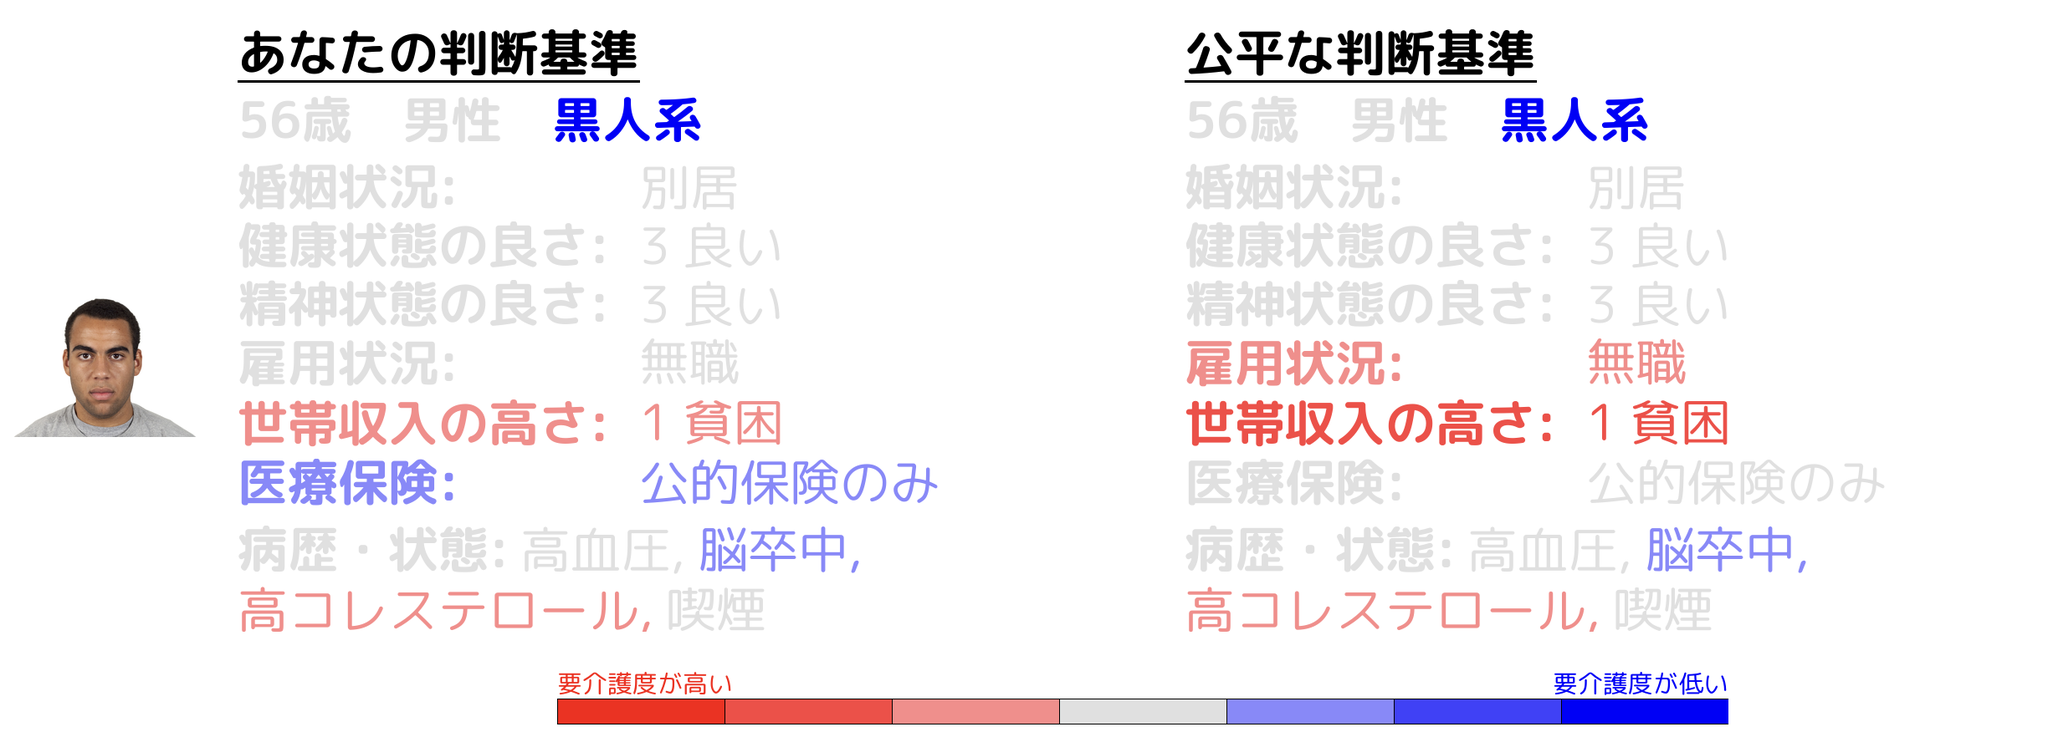 あなたの判断基準
56歳 男性 黒人系
婚姻状況: 別居
健康状態の良さ: 3 良い
精神状態の良さ: 3 良い
雇用状況: 無職
世帯収入の高さ: 1 貧困
医療保険: 公的保険のみ
病歴・状態: 高血圧, 脳卒中,
高コレステロール, 喫煙
公平な判断基準
56歳 男性 黒人系
婚姻状況: 別居
健康状態の良さ: 3 良い
精神状態の良さ: 3 良い
雇用状況: 無職
世帯収入の高さ: 1 貧困
医療保険: 公的保険のみ
病歴・状態: 高血圧, 脳卒中,
高コレステロール, 喫煙
要介護度が高い
要介護度が低い